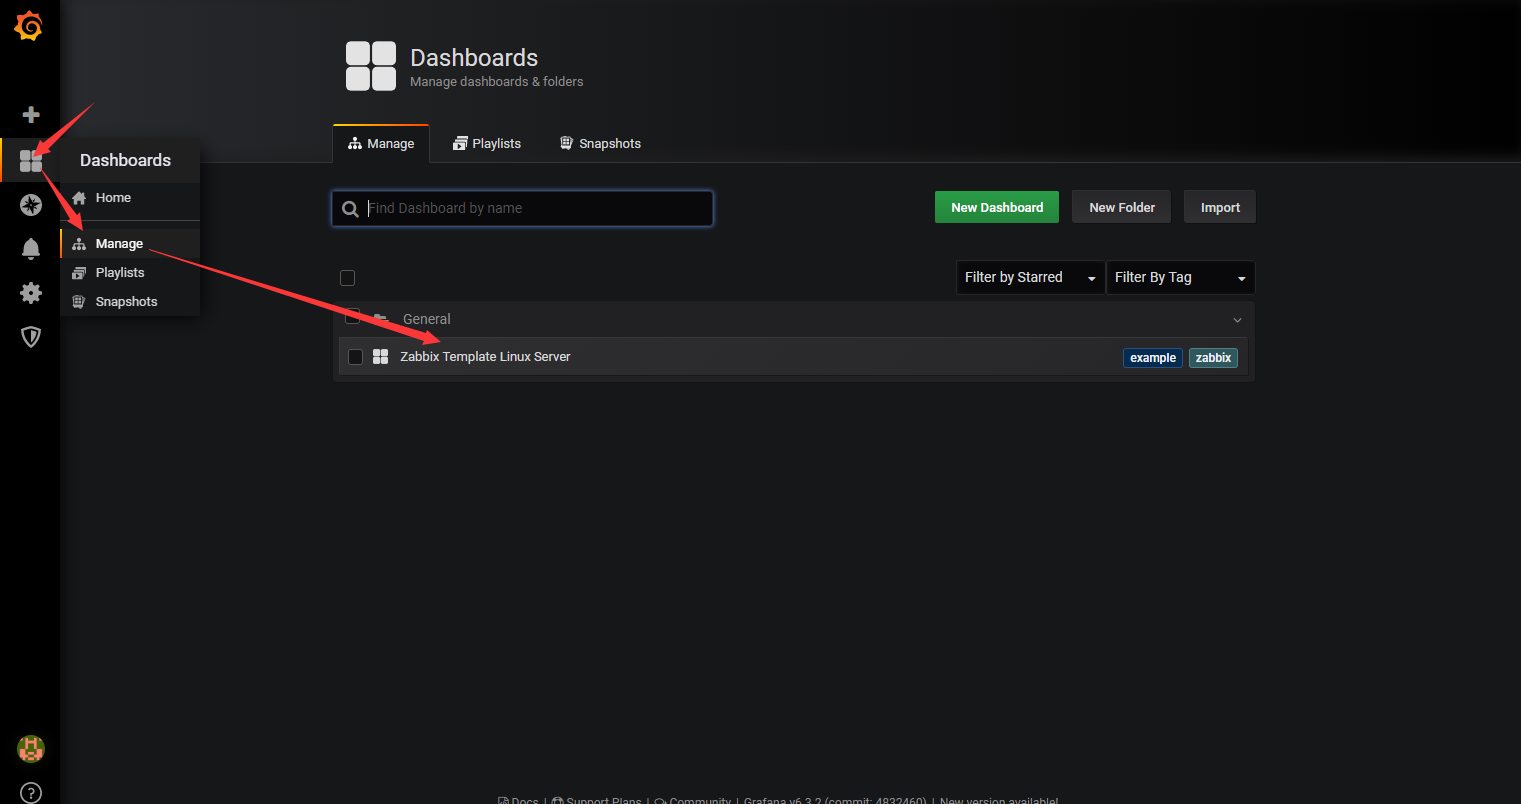 Dashboards
Manage dashboards & folders
Manage
Playlists
Snapshots
Dashboards
Home
Manage
Playlists
Snapshots
Find Dashboard by name
New Dashboard
New Folder
Import
Filter by Starred
Filter By Tag
General
Zabbix Template Linux Server
example
zabbix
?
Docs | Support Plans | Community | Grafana v6.3.2 (commit: 4832460) | New version available!